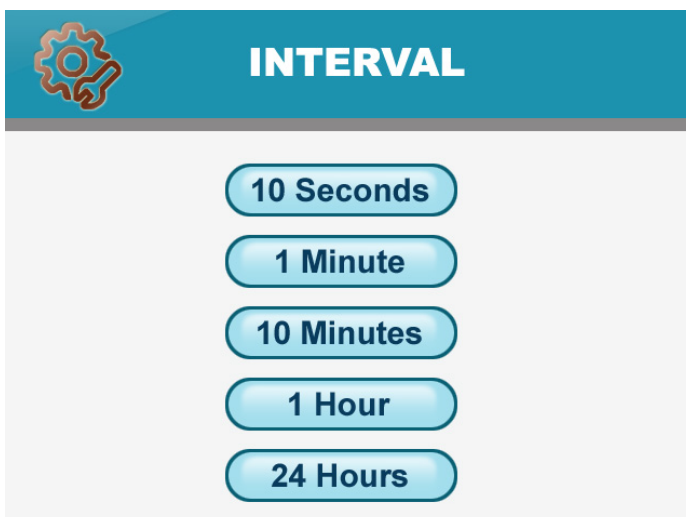 INTERVAL
10 Seconds
1 Minute
10 Minutes
1 Hour
24 Hours